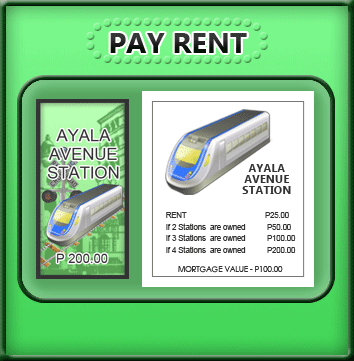 PAY RENT
AYALA
AVENUE
STATION
P 200.00
AYALA
AVENUE
STATION
RENT P25.00
If 2 Stations are owned P50.00
If 3 Stations are owned P100.00
If 4 Stations are owned P200.00
MORTGAGE VALUE - P100.00